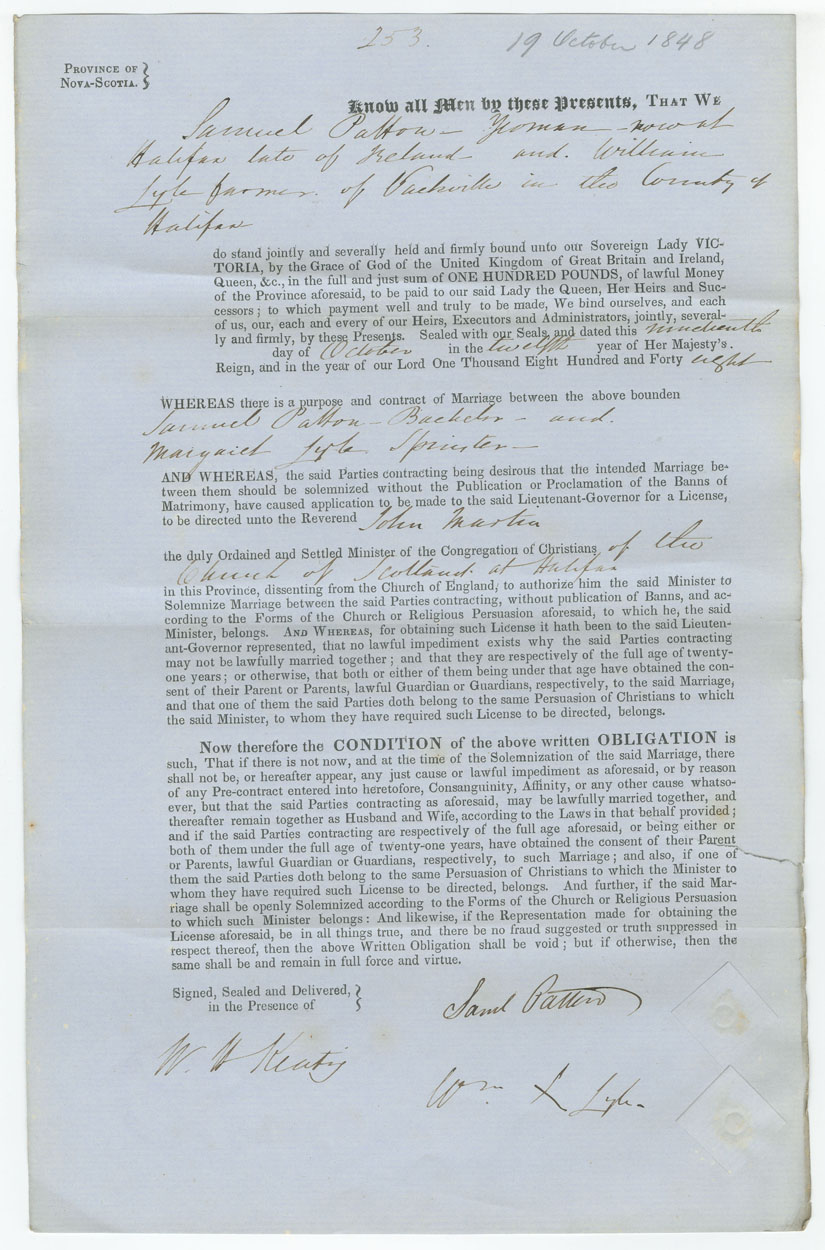 253.
19 October 1848
PROVINCE OF
NOVA-SCOTIA. }
Know all Men by these Presents, THAT WE
Samuel Patton - Yeoman - now at
Halifax late of Ireland - and. William
Lyle farmer. of Sackville in the County of
Halifax
do stand jointly and severally held and firmly bound unto our Sovereign Lady VIC-
TORIA, by the Grace of God of the United Kingdom of Great Britain and Ireland,
Queen, &c., in the full and just sum of ONE HUNDRED POUNDS, of lawful Money
of the Province aforesaid, to be paid to our said Lady the Queen, Her Heirs and Suc-
cessors; to which payment well and truly to be made, We bind ourselves, and each
of us, our, each and every of our Heirs, Executors and Administrators, jointly, several-
ly and firmly, by these Presents. Sealed with our Seals, and dated this nineteenth
day of October in the twelfth year of Her Majesty's.
Reign, and in the year of our Lord One Thousand Eight Hundred and Forty eight
WHEREAS there is a purpose and contract of Marriage between the above bounden
Samuel Patton - Bachelor - and.
Margaret Lyle Spinster -
AND WHEREAS, the said Parties contracting being desirous that the intended Marriage be-
tween them should be solemnized without the Publication or Proclamation of the Banns of
Matrimony, have caused application to be made to the said Lieutenant-Governor for a License,
to be directed unto the Reverend John Martin
the duly Ordained and Settled Minister of the Congregation of Christians of the
Church of Scotland. at Halifax
in this Province, dissenting from the Church of England, to authorize him the said Minister to
Solemnize Marriage between the said Parties contracting, without publication of Banns, and ac-
cording to the Forms of the Church or Religious Persuasion aforesaid, to which he, the said
Minister, belongs. AND WHEREAS, for obtaining such License it hath been to the said Lieuten-
ant-Governor represented, that no lawful impediment exists why the said Parties contracting
may not be lawfully married together; and that they are respectively of the full age of twenty-
one years; or otherwise, that both or either of them being under that age have obtained the con-
sent of their Parent or Parents, lawful Guardian or Guardians, respectively, to the said Marriage,
and that one of them the said Parties doth belong to the same Persuasion of Christians to which
the said Minister, to whom they have required such License to be directed, belongs.
Now therefore the CONDITION of the above written OBLIGATION is
such, That if there is not now, and at the time of the Solemnization of the said Marriage, there
shall not be, or hereafter appear, any just cause or lawful impediment as aforesaid, or by reason
of any Pre-contract entered into heretofore, Consanguinity, Affinity, or any other cause whatso-
ever, but that the said Parties contracting as aforesaid, may be lawfully married together, and
thereafter remain together as Husband and Wife, according to the Laws in that behalf provided;
and if the said Parties contracting are respectively of the full age aforesaid, or being either or
both of them under the full age of twenty-one years, have obtained the consent of their Parent
or Parents, lawful Guardian or Guardians, respectively, to such Marriage; and also, if one of
them the said Parties doth belong to the same Persuasion of Christians to which the Minister to
whom they have required such License to be directed, belongs. And further, if the said Mar-
riage shall be openly Solemnized according to the Forms of the Church or Religious Persuasion
to which such Minister belongs: And likewise, if the Representation made for obtaining the
License aforesaid, be in all things true, and there be no fraud suggested or truth suppressed in
respect thereof, then the above Written Obligation shall be void; but if otherwise, then the
same shall be and remain in full force and virtue.
Signed, Sealed and Delivered, }
in the Presence of
Saml Patton
W. H Keating
Wm X Lyle